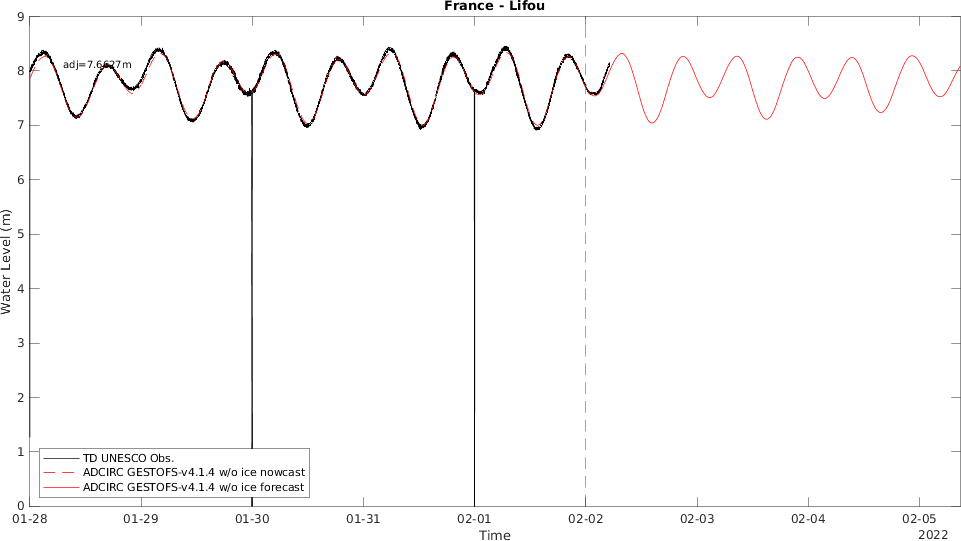 France - Lifou
9
8
7
6
5
4
3
2
1
0
Water Level (m)
adj=7.6627m
TD UNESCO Obs.
ADCIRC GESTOFS-v4.1.4 w/o ice nowcast
ADCIRC GESTOFS-v4.1.4 w/o ice forecast
01-28 01-29 01-30 01-31 02-01 02-02 02-03 02-04 02-05
Time
2022